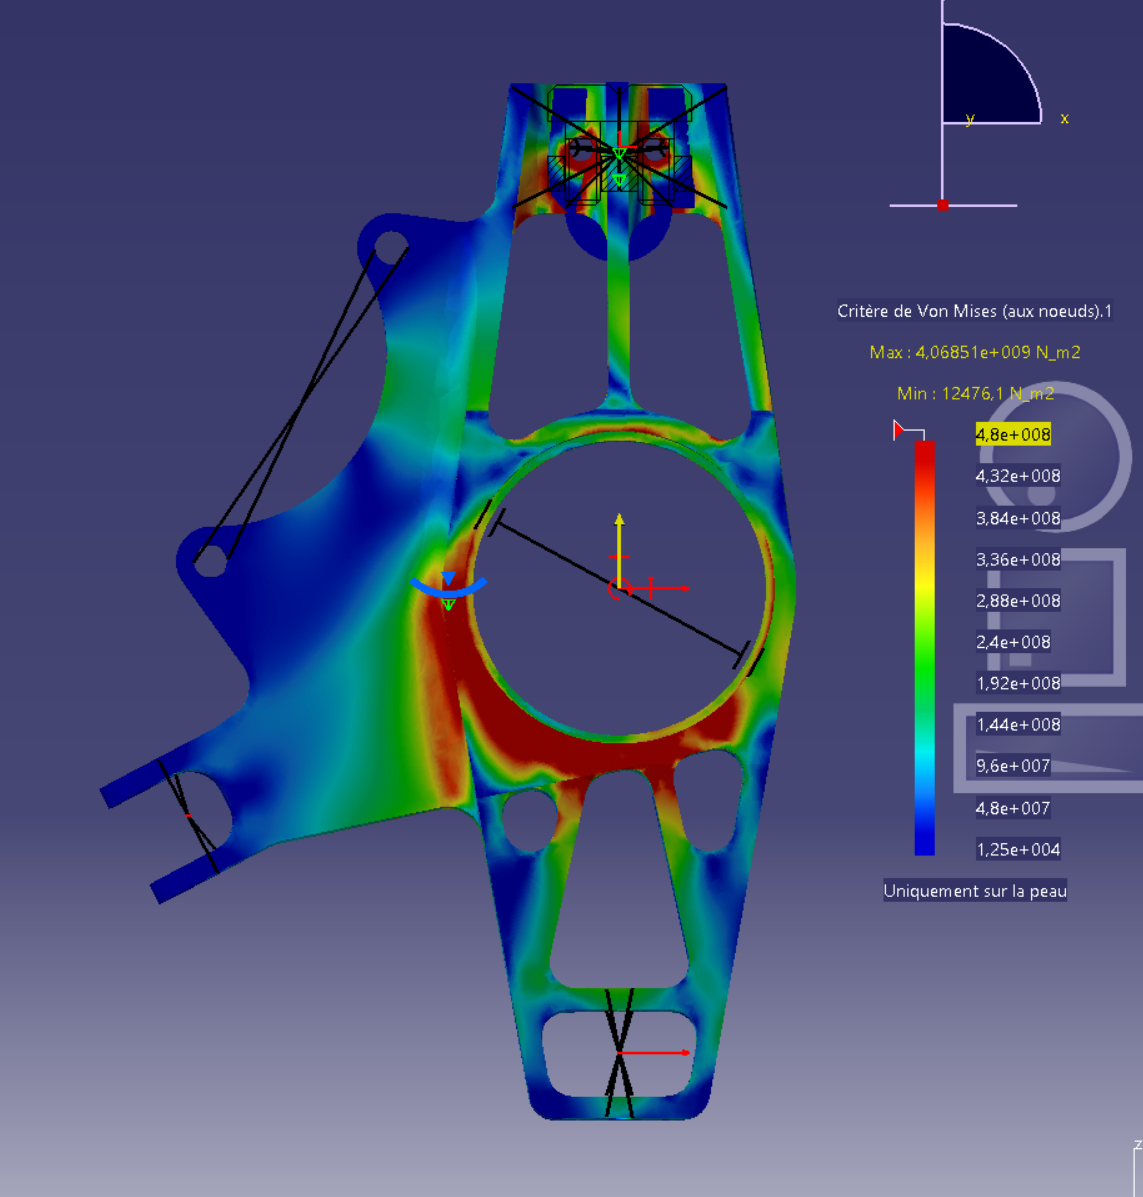 y
x
Critère de Von Mises (aux noeuds).1
Max : 4,06851e+009 N_m2
Min : 12476,1 N_m2
4,8e+008
4,32e+008
3,84e+008
3,36e+008
2,88e+008
2,4e+008
1,92e+008
1,44e+008
9,6e+007
4,8e+007
1,25e+004
Uniquement sur la peau
z